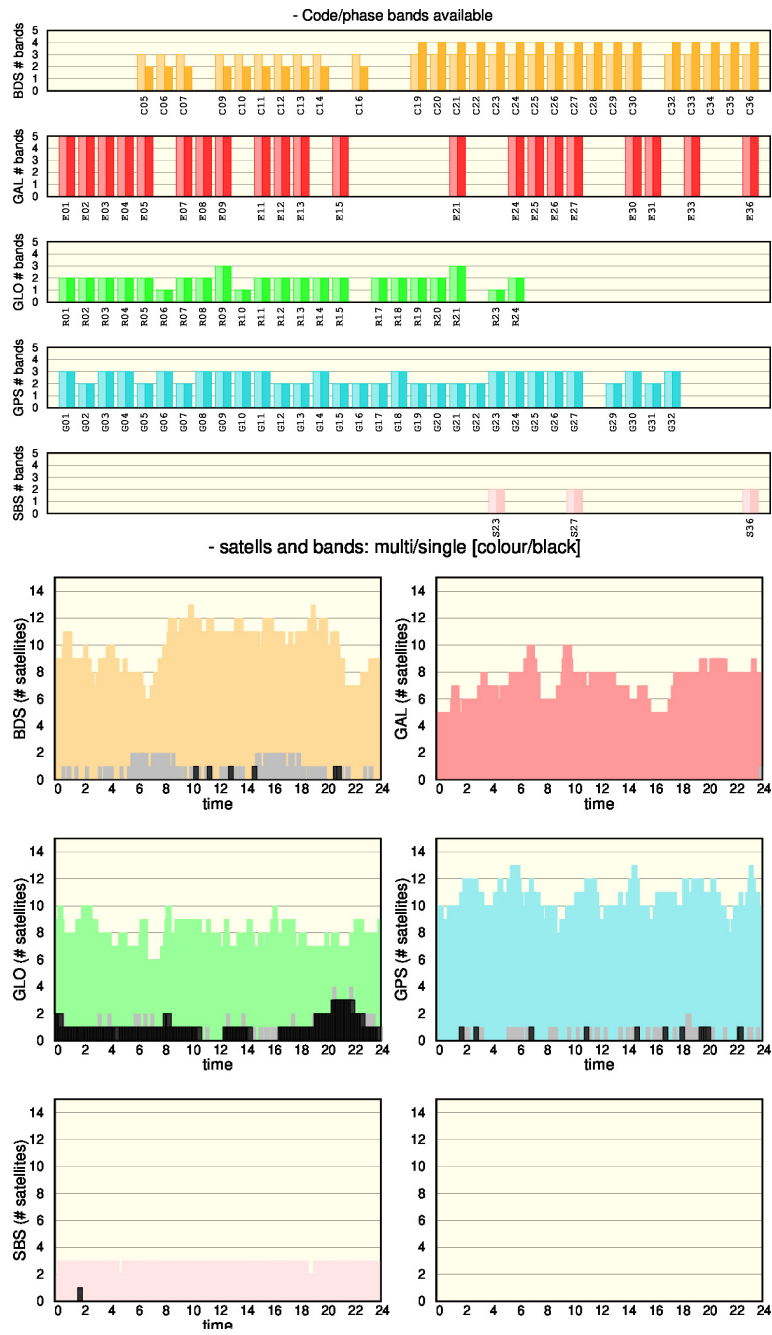 - Code/phase bands available
BDS # bands
5
4
3
2
1
0
C05 C06 C07 C09 C10 C11 C12 C13 C14 C16 C19 C20 C21 C22 C23 C24 C25 C26 C27 C28 C29 C30 C32 C33 C34 C35 C36
GAL # bands
5
4
3
2
1
0
E01 E02 E03 E04 E05 E07 E08 E09 E11 E12 E13 E15 E21 E24 E25 E26 E27 E30 E31 E33 E36
GLO # bands
5
4
3
2
1
0
R01 R02 R03 R04 R05 R06 R07 R08 R09 R10 R11 R12 R13 R14 R15 R17 R18 R19 R20 R21 R23 R24
GPS # bands
5
4
3
2
1
0
G01 G02 G03 G04 G05 G06 G07 G08 G09 G10 G11 G12 G13 G14 G15 G16 G17 G18 G19 G20 G21 G22 G23 G24 G25 G26 G27 G29 G30 G31 G32
SBS # bands
5
4
3
2
1
0
S23 S27 S36
- satells and bands: multi/single [colour/black]
BDS (# satellites)
14
12
10
8
6
4
2
0
0 2 4 6 8 10 12 14 16 18 20 22 24
time
GAL (# satellites)
14
12
10
8
6
4
2
0
0 2 4 6 8 10 12 14 16 18 20 22 24
time
GLO (# satellites)
14
12
10
8
6
4
2
0
0 2 4 6 8 10 12 14 16 18 20 22 24
time
GPS (# satellites)
14
12
10
8
6
4
2
0
0 2 4 6 8 10 12 14 16 18 20 22 24
time
SBS (# satellites)
14
12
10
8
6
4
2
0
0 2 4 6 8 10 12 14 16 18 20 22 24
time
14
12
10
8
6
4
2
0
0 2 4 6 8 10 12 14 16 18 20 22 24